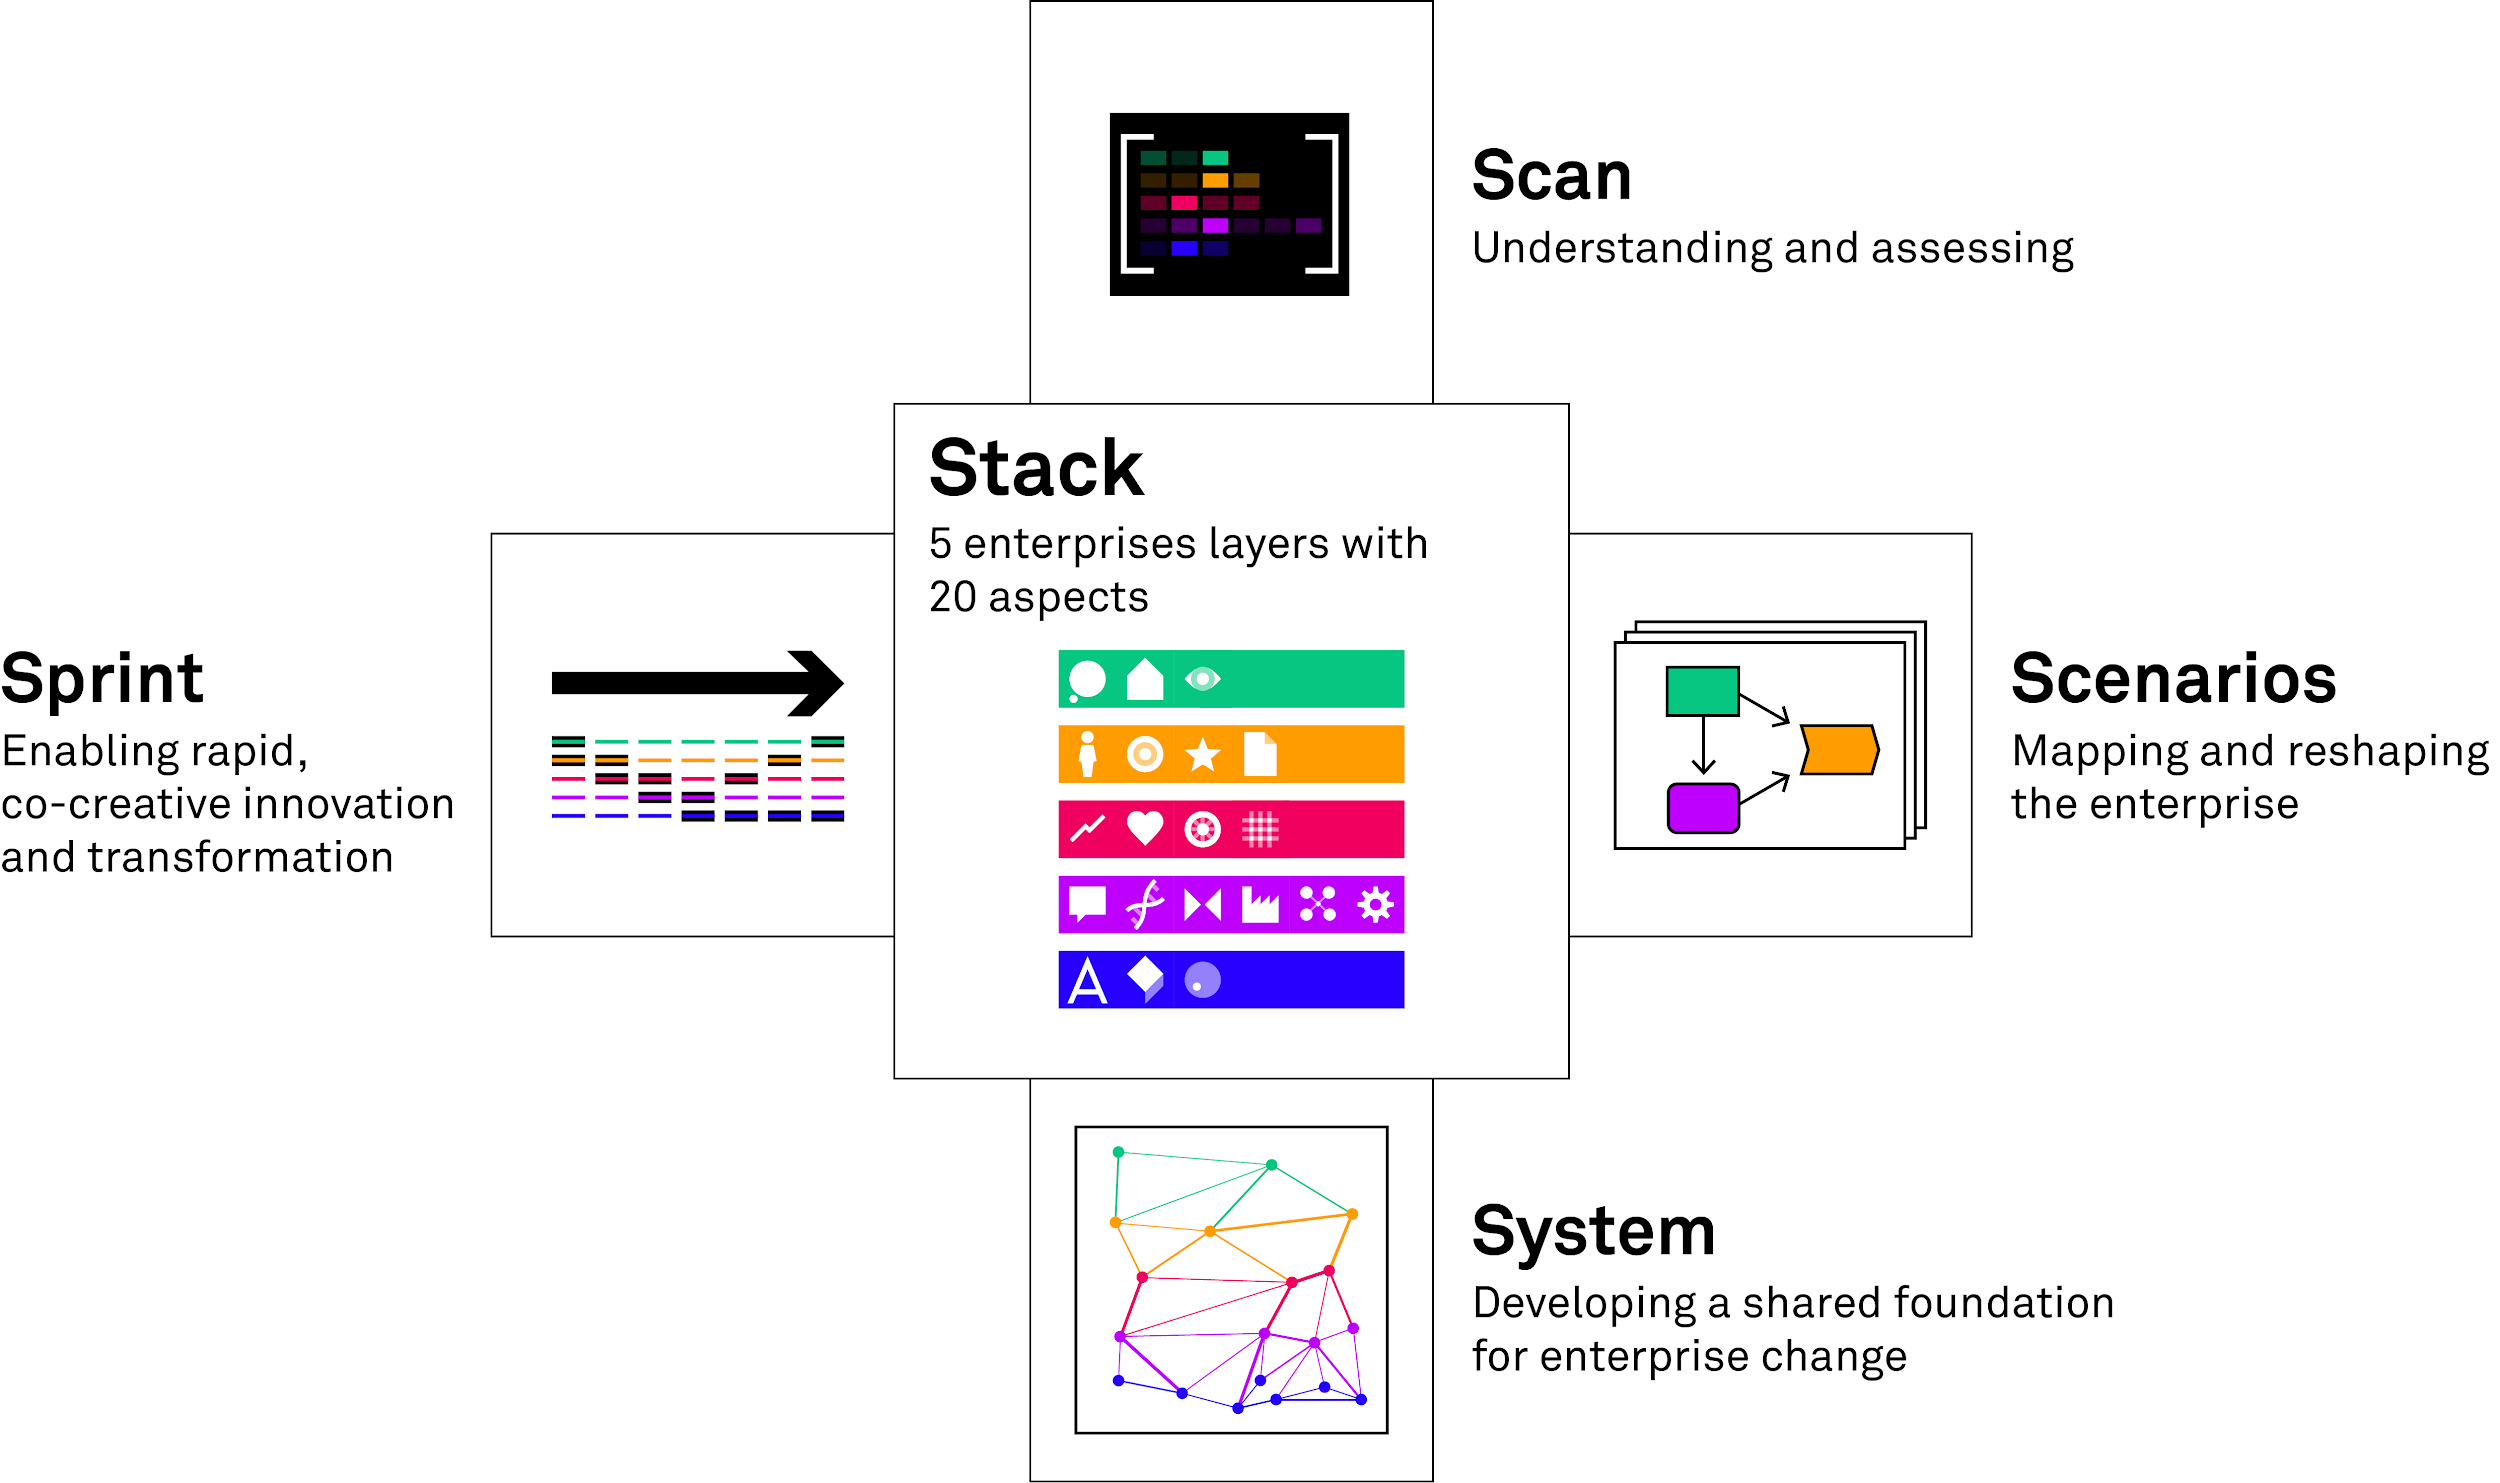 Scan
Understanding and assessing
Stack
5 enterprises layers with
20 aspects
Sprint
Enabling rapid,
co-creative innovation
and transformation
Scenarios
Mapping and reshaping
the enterprise
A
System
Developing a shared foundation
for enterprise change